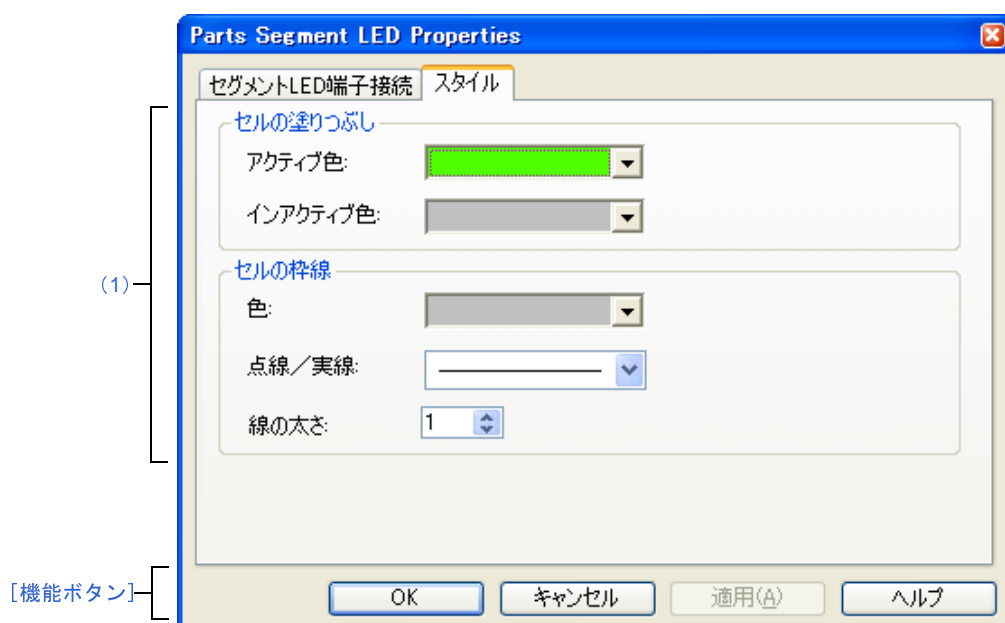 Parts Segment LED Properties
セグメントLED端子接続 スタイル
セルの塗りつぶし
アクティブ色:
インアクティブ色:
(1)
セルの枠線
色:
点線／実線:
線の太さ:
1
[機能ボタン]
OK キャンセル 適用(A) ヘルプ